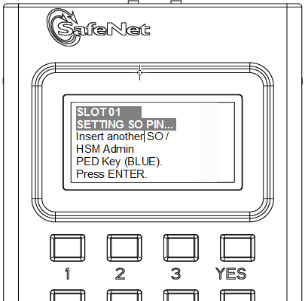 SafeNet
SLOT 01
SETTING SO PIN...
Insert another SO /
HSM Admin
PED Key (BLUE).
Press ENTER.
1 2 3 YES